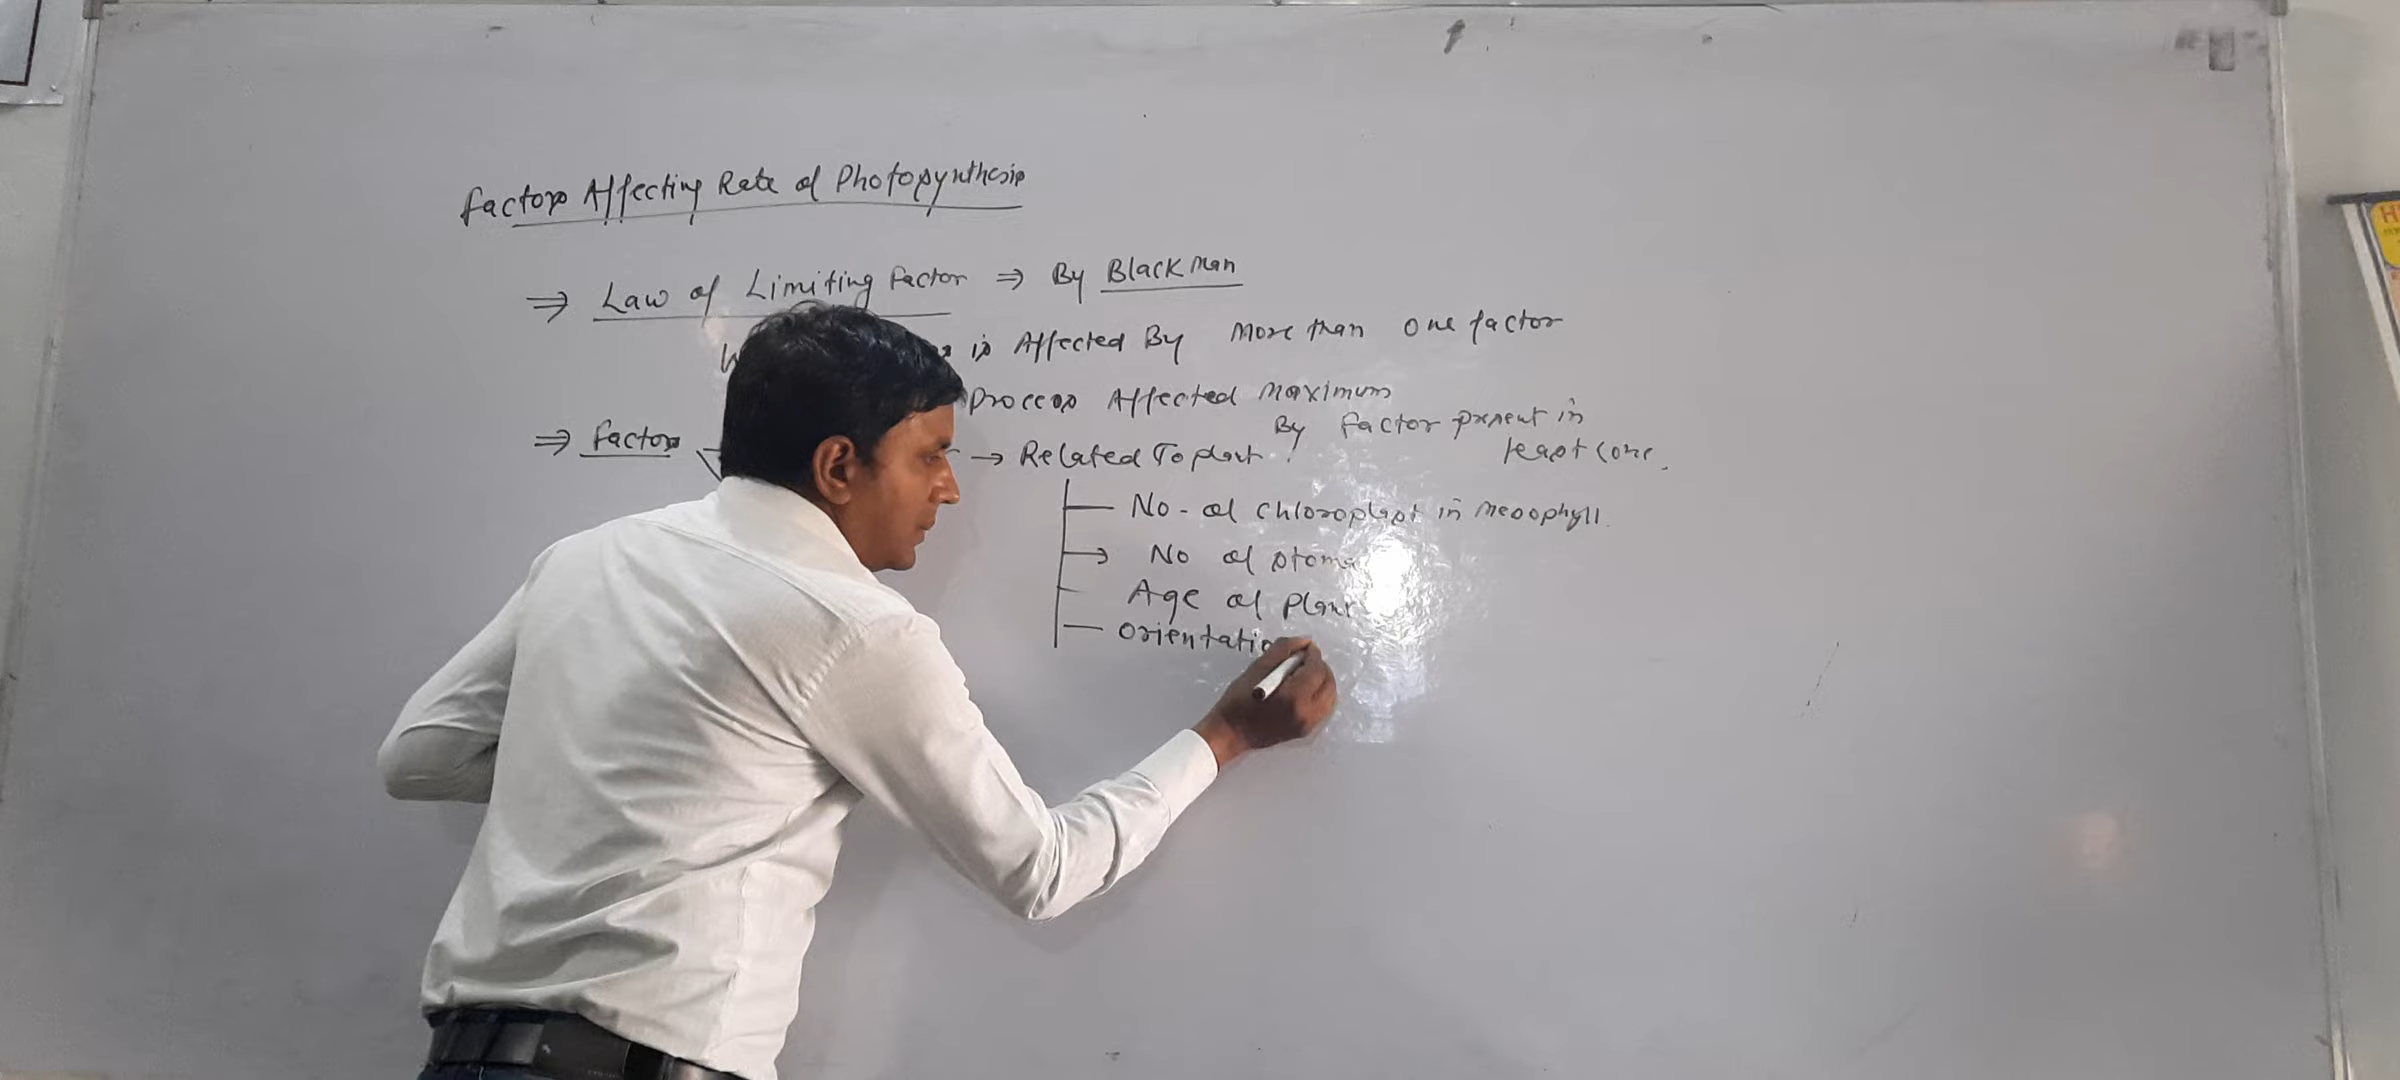 Factors Affecting Rate of Photosynthesis
⇒ Law of Limiting Factor ⇒ By Blackman
is Affected By More than one factor
process Affected Maximum
By factor present in
least conc.
⇒ Factors → Related To plant :
No. of chloroplast in mesophyll.
→ No of stoma
Age of plant
Orientatio